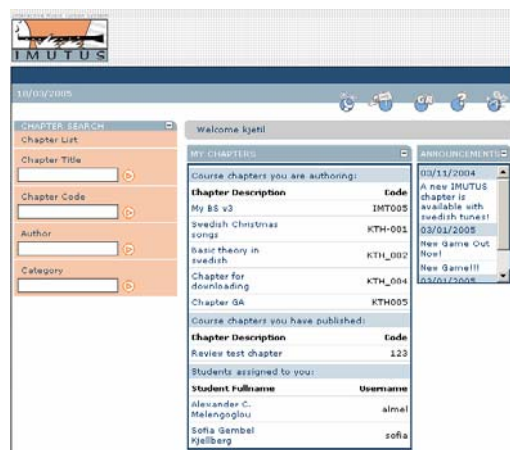 Interactive Music Tuition System
IMUTUS
18/03/2005
CHAPTER SEARCH
Chapter List
Chapter Title
Chapter Code
Author
Category
Welcome kjetil
MY CHAPTERS
Course chapters you are authoring:
Chapter Description Code
My BS v3 IMT005
Swedish Christmas
songs KTH-001
Basic theory in
swedish KTH_002
Chapter for
downloading KTH_004
Chapter GA KTH005
Course chapters you have published:
Chapter Description Code
Review test chapter 123
Students assigned to you:
Student Fullname Username
Alexander C.
Melengoglou almel
Sofia Gembel
Kjellberg sofia
ANNOUNCEMENTS
03/11/2004
A new IMUTUS
chapter is
available with
swedish tunes!
03/01/2005
New Game Out
Now!
New Game!!!
03/01/2005